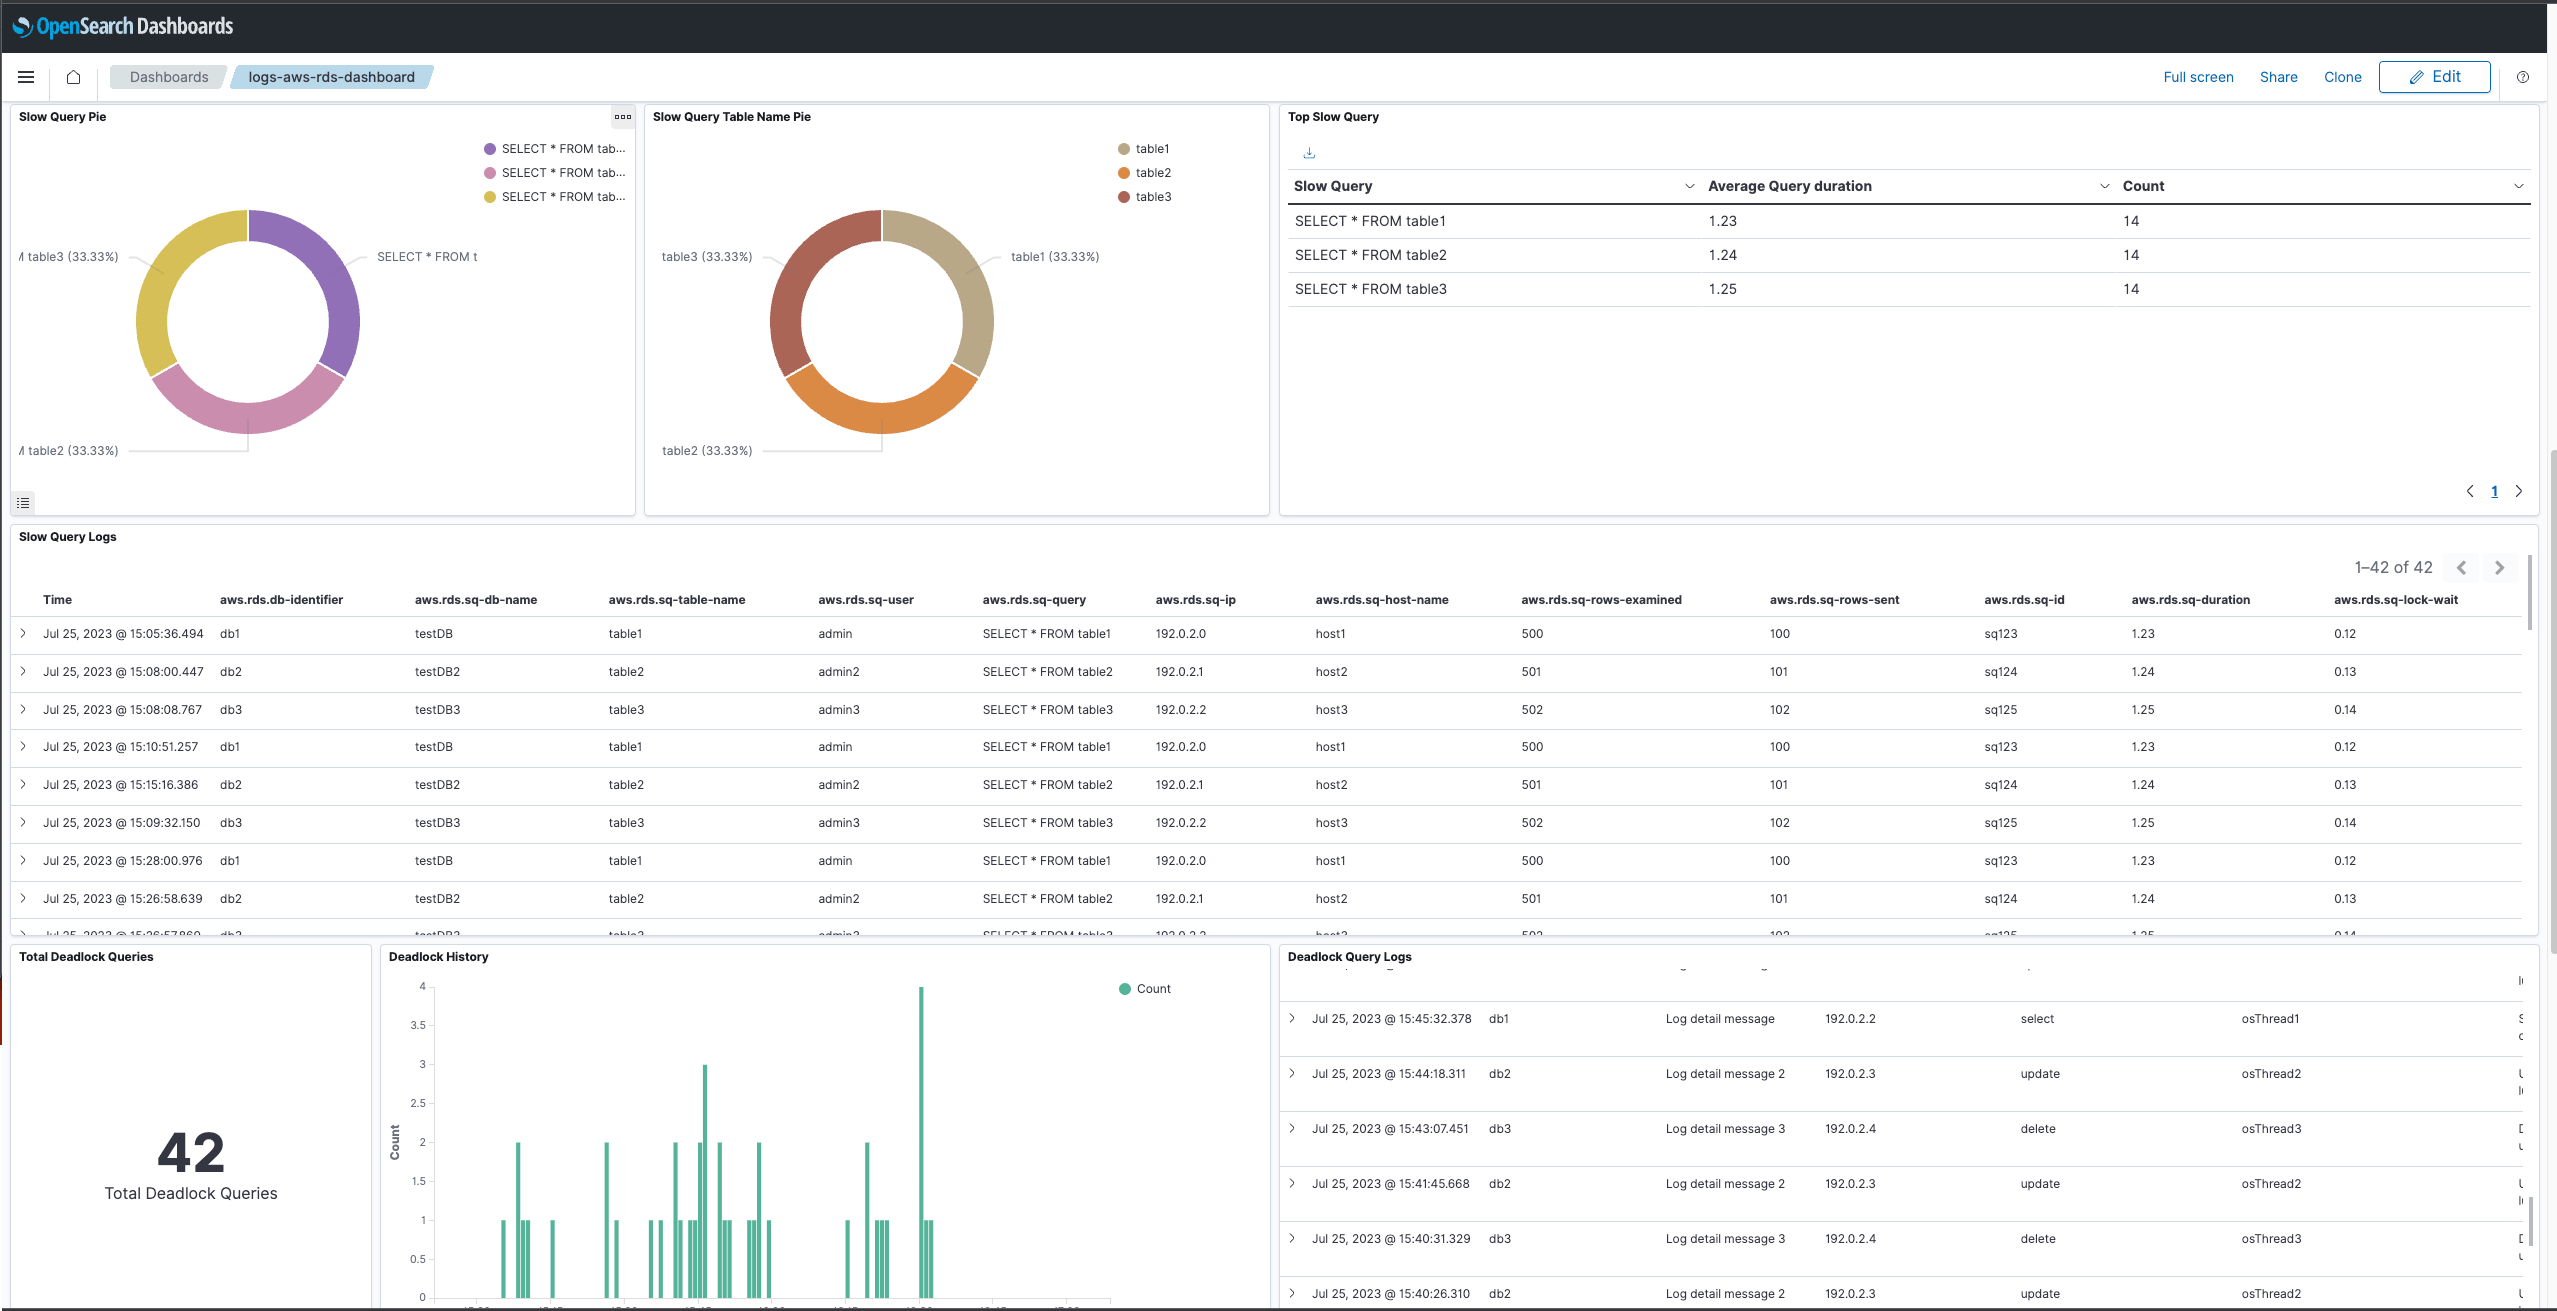 OpenSearch Dashboards
Dashboards logs-aws-rds-dashboard Full screen Share Clone Edit
Slow Query Pie
SELECT * FROM tab...
SELECT * FROM tab...
SELECT * FROM tab...
table3 (33.33%) SELECT * FROM t
table2 (33.33%)
Slow Query Table Name Pie
table1
table2
table3
table3 (33.33%) table1 (33.33%)
table2 (33.33%)
Top Slow Query
Slow Query Average Query duration Count
SELECT * FROM table1 1.23 14
SELECT * FROM table2 1.24 14
SELECT * FROM table3 1.25 14
1
Slow Query Logs
1–42 of 42
Time aws.rds.db-identifier aws.rds.sq-db-name aws.rds.sq-table-name aws.rds.sq-user aws.rds.sq-query aws.rds.sq-ip aws.rds.sq-host-name aws.rds.sq-rows-examined aws.rds.sq-rows-sent aws.rds.sq-id aws.rds.sq-duration aws.rds.sq-lock-wait
Jul 25, 2023 @ 15:05:36.494 db1 testDB table1 admin SELECT * FROM table1 192.0.2.0 host1 500 100 sq123 1.23 0.12
Jul 25, 2023 @ 15:08:00.447 db2 testDB2 table2 admin2 SELECT * FROM table2 192.0.2.1 host2 501 101 sq124 1.24 0.13
Jul 25, 2023 @ 15:08:08.767 db3 testDB3 table3 admin3 SELECT * FROM table3 192.0.2.2 host3 502 102 sq125 1.25 0.14
Jul 25, 2023 @ 15:10:51.257 db1 testDB table1 admin SELECT * FROM table1 192.0.2.0 host1 500 100 sq123 1.23 0.12
Jul 25, 2023 @ 15:15:16.386 db2 testDB2 table2 admin2 SELECT * FROM table2 192.0.2.1 host2 501 101 sq124 1.24 0.13
Jul 25, 2023 @ 15:09:32.150 db3 testDB3 table3 admin3 SELECT * FROM table3 192.0.2.2 host3 502 102 sq125 1.25 0.14
Jul 25, 2023 @ 15:28:00.976 db1 testDB table1 admin SELECT * FROM table1 192.0.2.0 host1 500 100 sq123 1.23 0.12
Jul 25, 2023 @ 15:26:58.639 db2 testDB2 table2 admin2 SELECT * FROM table2 192.0.2.1 host2 501 101 sq124 1.24 0.13
Total Deadlock Queries
42
Total Deadlock Queries
Deadlock History
Count
4
3.5
3
2.5
2
1.5
1
0.5
0
Count
Deadlock Query Logs
Jul 25, 2023 @ 15:45:32.378 db1 Log detail message 192.0.2.2 select osThread1
Jul 25, 2023 @ 15:44:18.311 db2 Log detail message 2 192.0.2.3 update osThread2
Jul 25, 2023 @ 15:43:07.451 db3 Log detail message 3 192.0.2.4 delete osThread3
Jul 25, 2023 @ 15:41:45.668 db2 Log detail message 2 192.0.2.3 update osThread2
Jul 25, 2023 @ 15:40:31.329 db3 Log detail message 3 192.0.2.4 delete osThread3
Jul 25, 2023 @ 15:40:26.310 db2 Log detail message 2 192.0.2.3 update osThread2